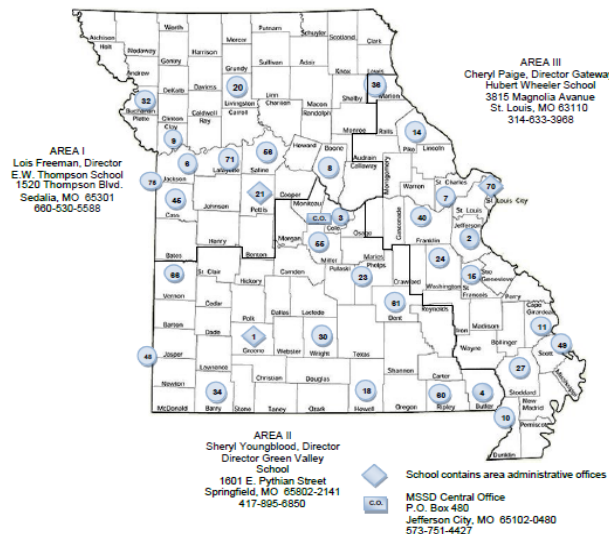 Worth
Putnam
Schuyler
Scotland
Clark
Atchison
Holt
Nodaway
Harrison
Mercer
Gentry
Sullivan
Adair
Knox
Lewis
Andrew
Grundy
DeKalb
Daviess
20
36
32
Linn
Shelby
Marion
Buchanan
Clinton
Caldwell
Livingston
Chariton
Macon
Platte
Ray
Carroll
Randolph
Monroe
Ralls
Clay
9
14
56
Howard
Boone
Audrain
Pike
Lincoln
6
71
8
Jackson
Lafayette
Saline
Callaway
Montgomery
Warren
St. Charles
70
7
St. Louis City
45
21
Cooper
Johnson
Pettis
Moniteau
C.O.
3
Cole
Osage
Gasconade
40
St. Louis
Jefferson
Cass
Franklin
2
Henry
Morgan
55
Miller
Maries
24
Bates
Benton
Camden
Phelps
15
Ste
Genevieve
66
St. Clair
Hickory
Pulaski
23
Crawford
Washington
St
Francois
Perry
Vernon
Cedar
61
Reynolds
Cape
Girardeau
Polk
Dallas
Laclede
Dent
Iron
Madison
11
Barton
Dade
1
30
Bollinger
49
Greene
Webster
Wright
Texas
Wayne
Scott
Jasper
Lawrence
Shannon
27
Mississippi
Christian
Douglas
Carter
Stoddard
Newton
34
18
60
4
New
Madrid
McDonald
Barry
Stone
Taney
Ozark
Howell
Oregon
Ripley
Butler
10
Pemiscot
Dunklin
AREA I
Lois Freeman, Director
E.W. Thompson School
1520 Thompson Blvd.
Sedalia, MO 65301
660-530-5588
AREA III
Cheryl Paige, Director Gateway
Hubert Wheeler School
3815 Magnolia Avenue
St. Louis, MO 63110
314-633-3968
AREA II
Sheryl Youngblood, Director
Director Green Valley
School
1601 E. Pythian Street
Springfield, MO 65802-2141
417-895-6850
School contains area administrative offices
C.O.
MSSD Central Office
P.O. Box 480
Jefferson City, MO 65102-0480
573-751-4427